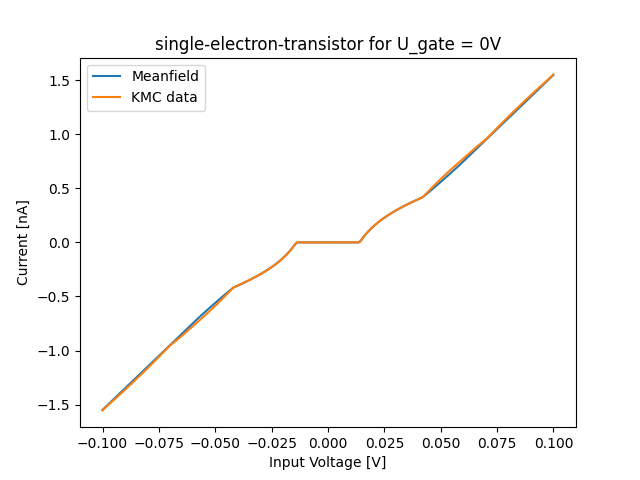 single-electron-transistor for U_gate = 0V
Meanfield
KMC data
Current [nA]
1.5
1.0
0.5
0.0
−0.5
−1.0
−1.5
−0.100 −0.075 −0.050 −0.025 0.000 0.025 0.050 0.075 0.100
Input Voltage [V]